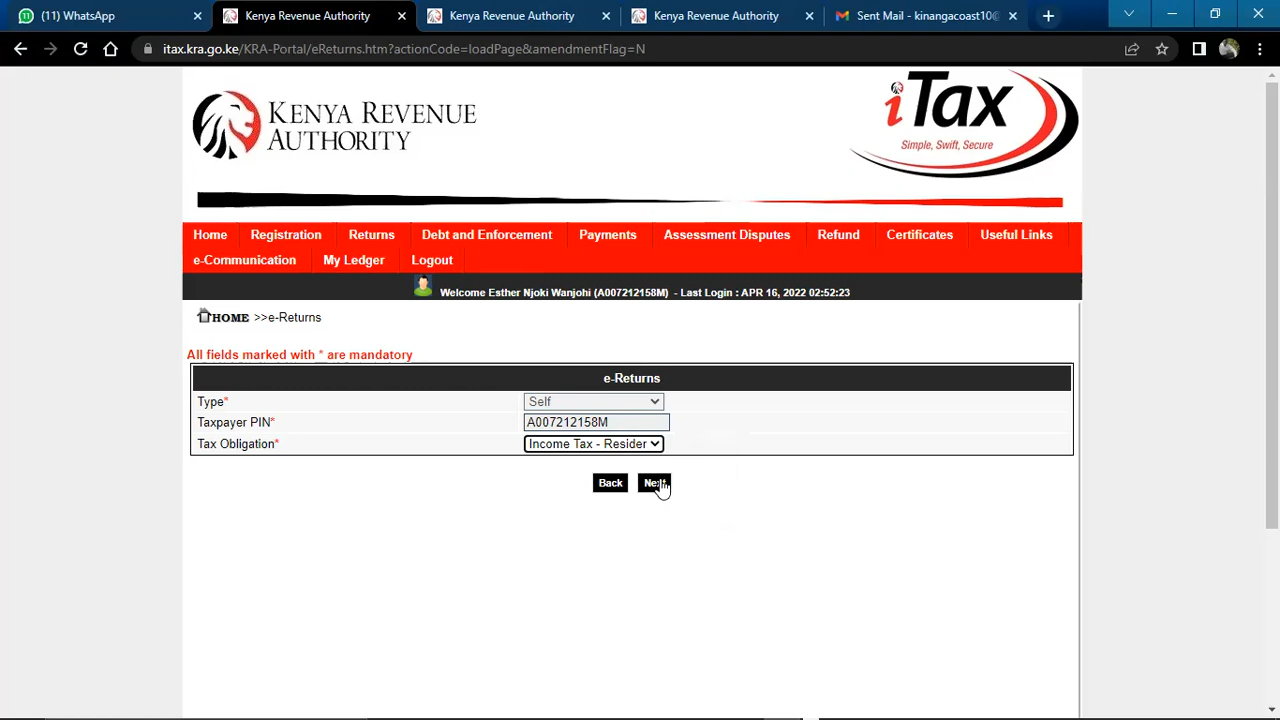 (11) WhatsApp
Kenya Revenue Authority
Kenya Revenue Authority
Kenya Revenue Authority
Sent Mail - kinangacoast10@
itax.kra.go.ke/KRA-Portal/eReturns.htm?actionCode=loadPage&amendmentFlag=N
KENYA REVENUE
AUTHORITY
iTax
Simple, Swift, Secure
Home Registration Returns Debt and Enforcement Payments Assessment Disputes Refund Certificates Useful Links
e-Communication My Ledger Logout
Welcome Esther Njoki Wanjohi (A007212158M) - Last Login : APR 16, 2022 02:52:23
HOME >>e-Returns
All fields marked with * are mandatory
e-Returns
Type* Self
Taxpayer PIN* A007212158M
Tax Obligation* Income Tax - Resider
Back Next